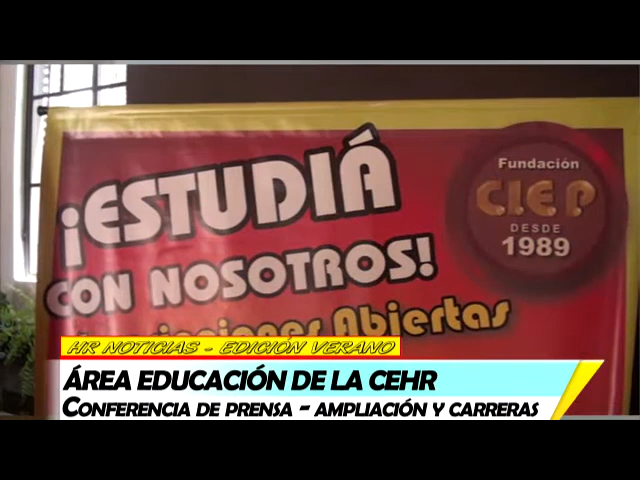 ¡ESTUDIÁ
CON NOSOTROS!
Abiertas
Fundación
C.I.E.P
DESDE
1989
HR NOTICIAS - EDICIÓN VERANO
ÁREA EDUCACIÓN DE LA CEHR
CONFERENCIA DE PRENSA - AMPLIACIÓN Y CARRERAS